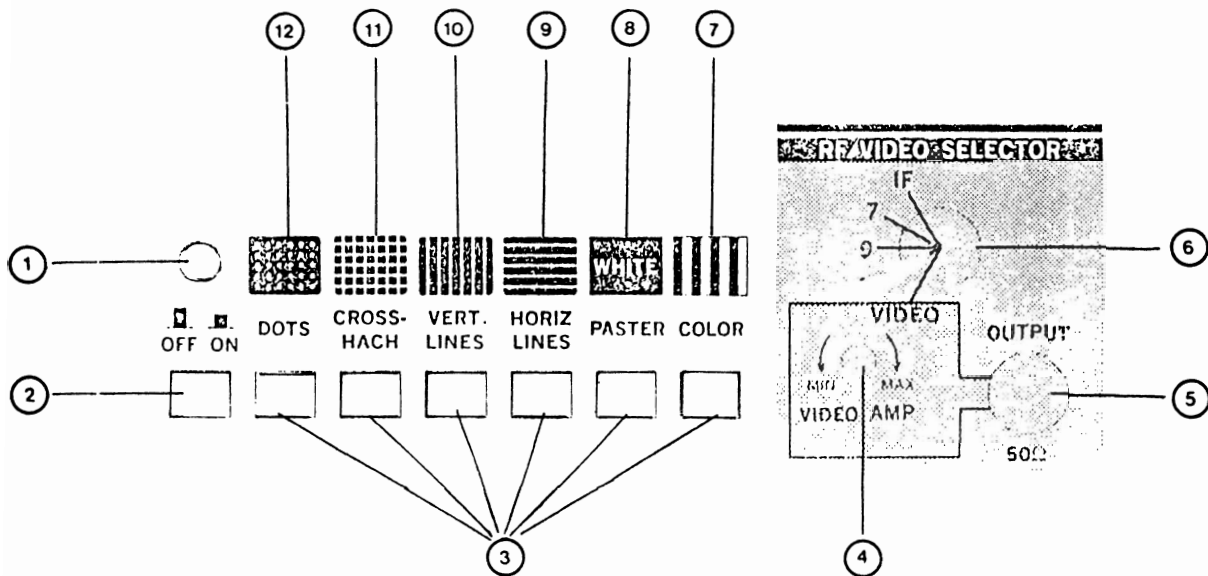 12 11 10 9 8 7
RF/VIDEO SELECTOR
IF
7
9
6
1
WHITE
VIDEO
OUTPUT
OFF ON
DOTS
CROSS-
HACH
VERT.
LINES
HORIZ
LINES
PASTER
COLOR
2
MIN MAX
VIDEO AMP
5
50Ω
3
4